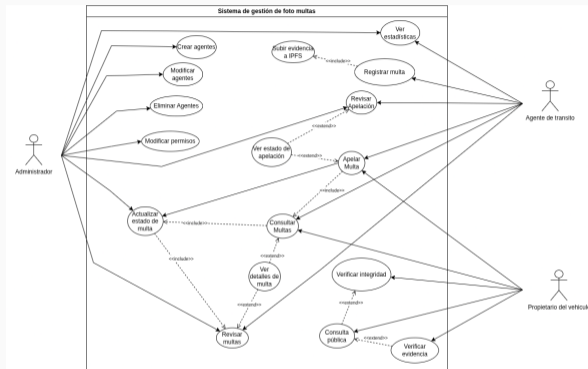 Sistema de gestión de foto multas
Ver
estadísticas
Crear agentes
Subir evidencia
a IPFS
<<include>>
Modificar
agentes
Registrar multa
Eliminar Agentes
Revisar
Apelación
Agente de transito
<<extend>>
Modificar permisos
Ver estado de
apelación
<<extend>>
Apelar
Multa
Administrador
<<include>>
Actualizar
estado de
multa
<<include>>
Consultar
Multas
<<include>>
<<extend>>
Ver
detalles de
multa
Verificar integridad
<<extend>>
<<extend>>
Propietario del vehicul
Revisar
multas
Consulta
pública
<<extend>>
Verificar
evidencia